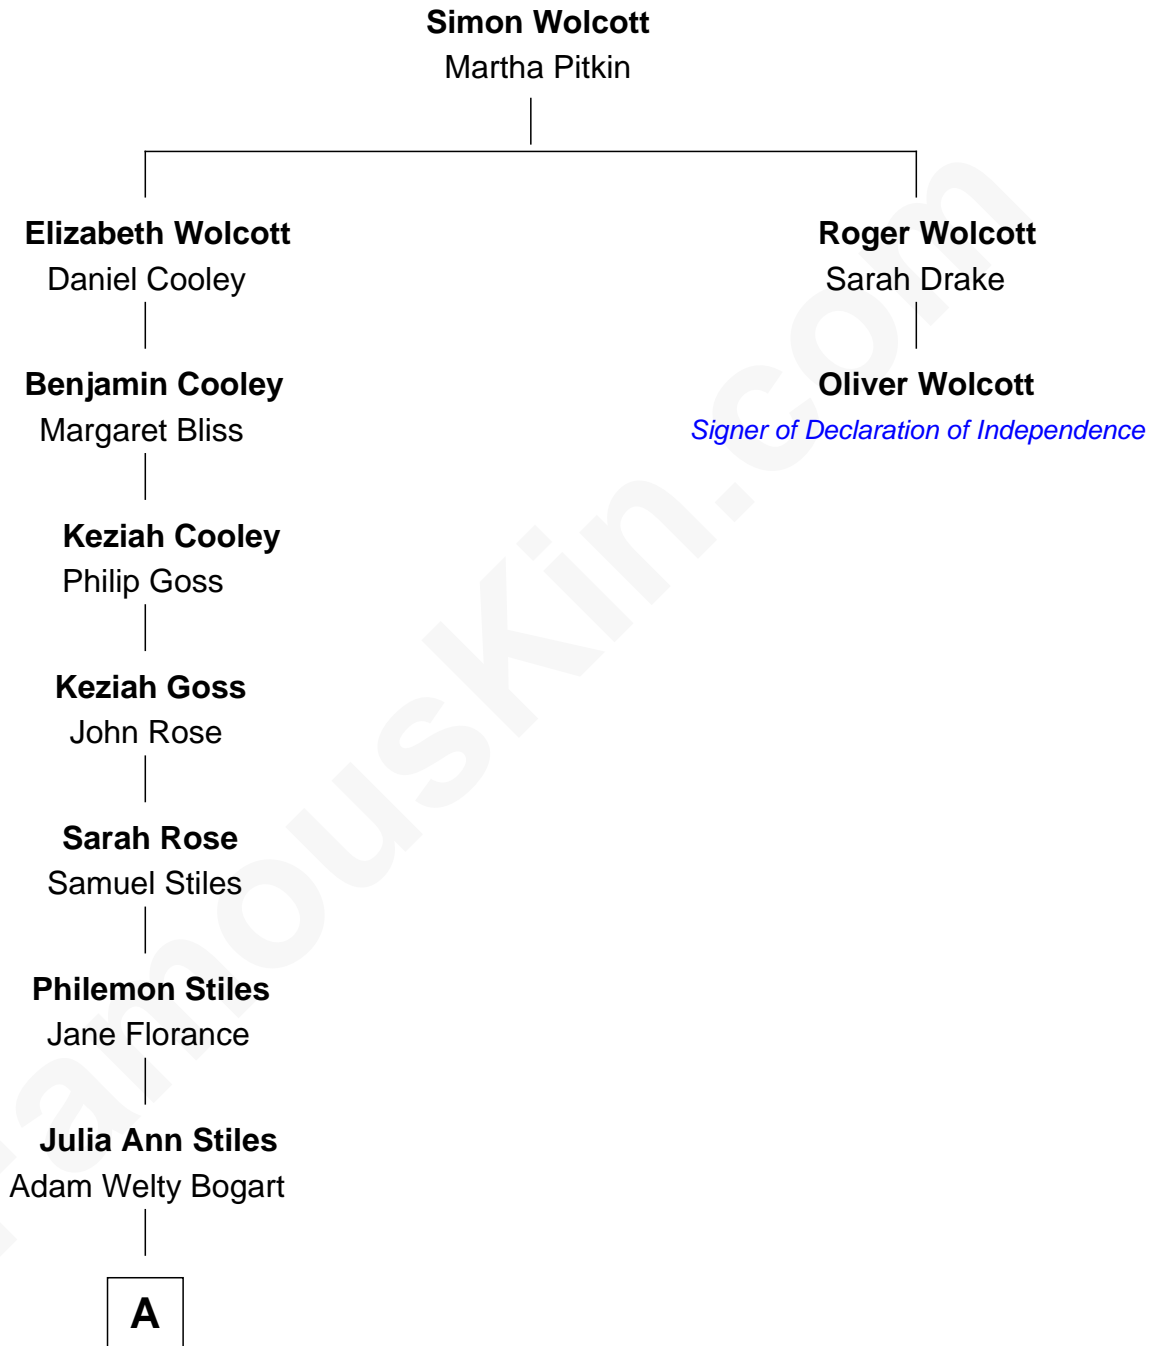 Simon Wolcott
Martha Pitkin
Elizabeth Wolcott
Daniel Cooley
Roger Wolcott
Sarah Drake
Benjamin Cooley
Margaret Bliss
Oliver Wolcott
Signer of Declaration of Independence
Keziah Cooley
Philip Goss
Keziah Goss
John Rose
Sarah Rose
Samuel Stiles
Philemon Stiles
Jane Florance
Julia Ann Stiles
Adam Welty Bogart
A
FamousKin.com